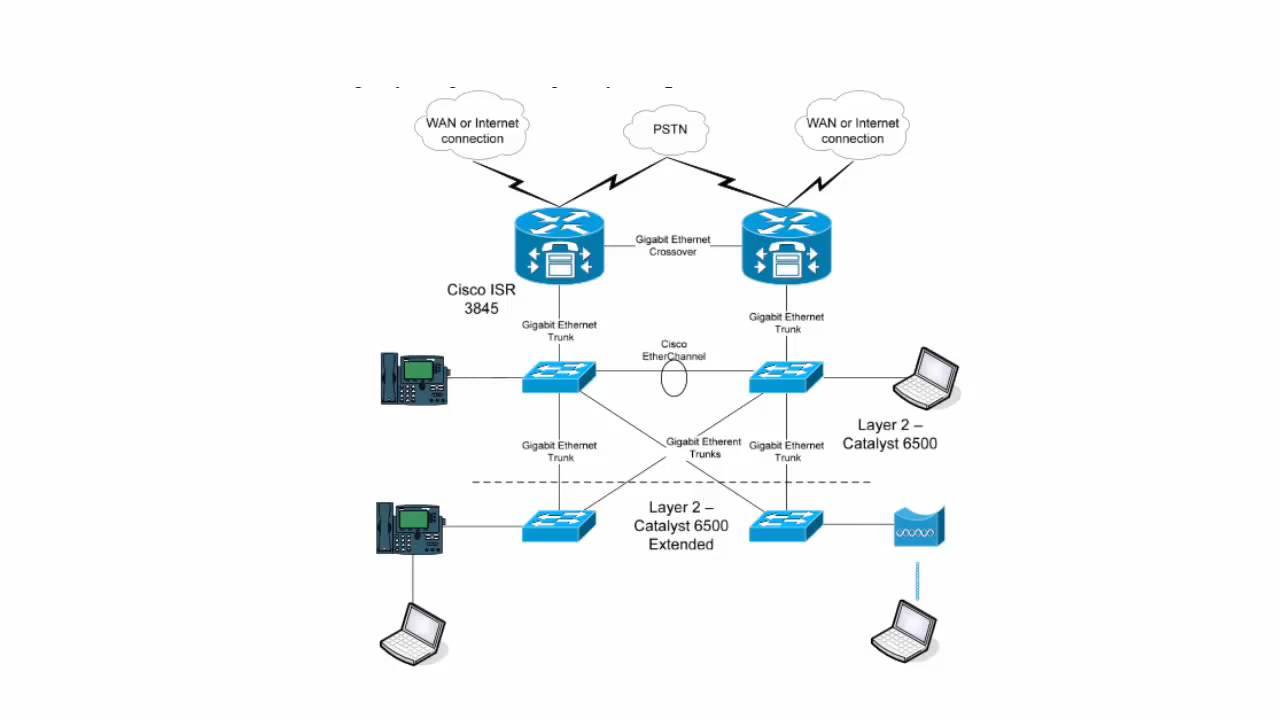 WAN or Internet
connection
PSTN
WAN or Internet
connection
Gigabit Ethernet
Crossover
Cisco ISR
3845
Gigabit Ethernet
Trunk
Gigabit Ethernet
Trunk
Cisco
EtherChannel
Layer 2 –
Catalyst 6500
Gigabit Ethernet
Trunk
Gigabit Etherent
Trunks
Gigabit Ethernet
Trunk
Layer 2 –
Catalyst 6500
Extended